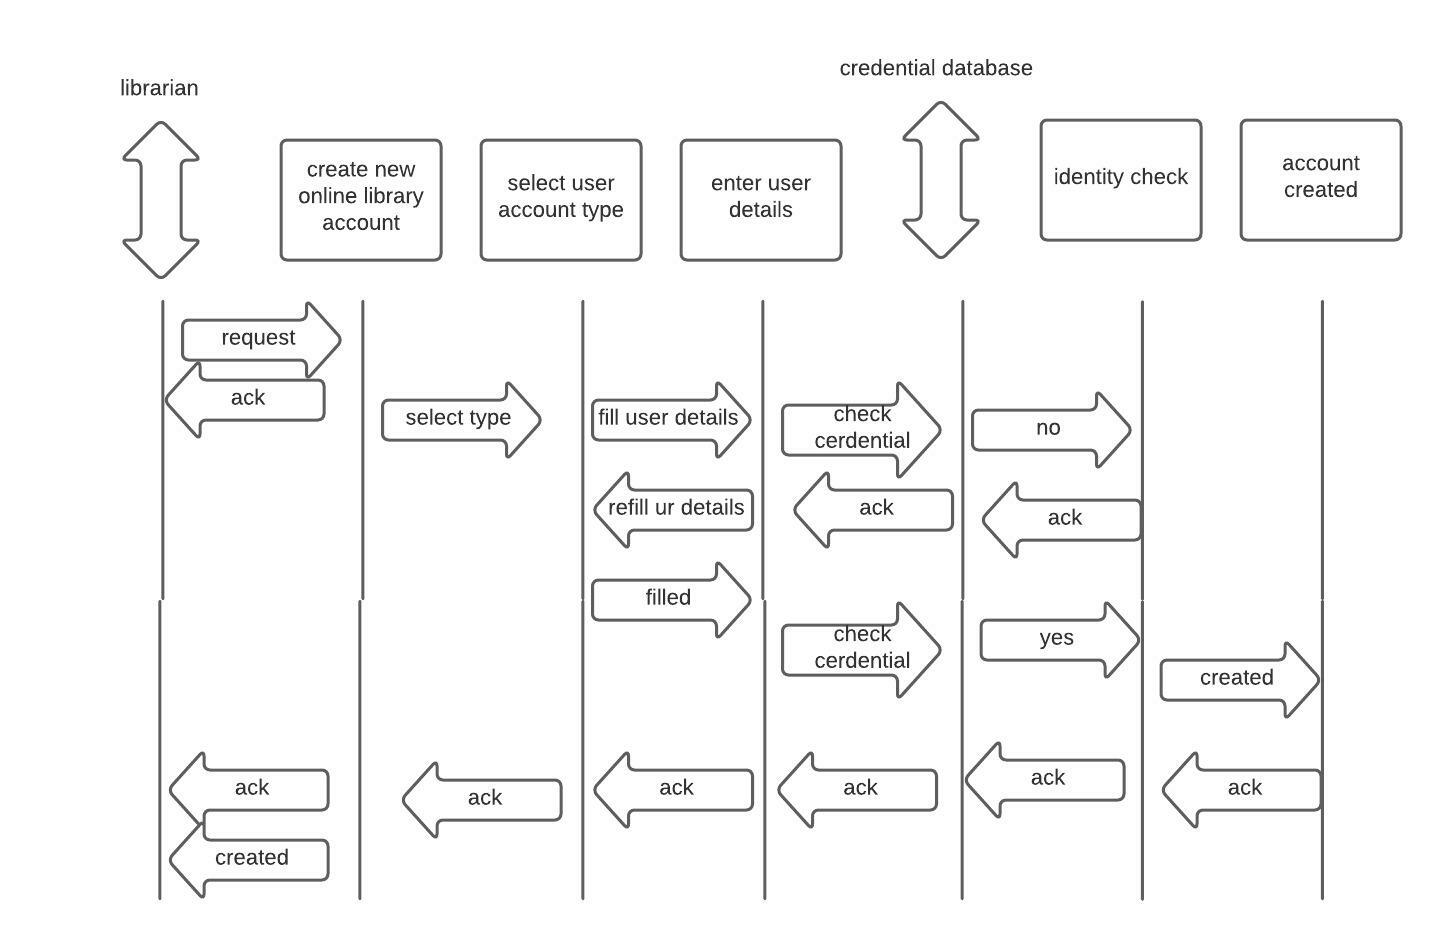 credential database
librarian
create new
online library
account
select user
account type
enter user
details
identity check
account
created
request
ack
select type
fill user details
check
cerdential
no
refill ur details
ack
ack
filled
check
cerdential
yes
created
ack
ack
ack
ack
ack
ack
created